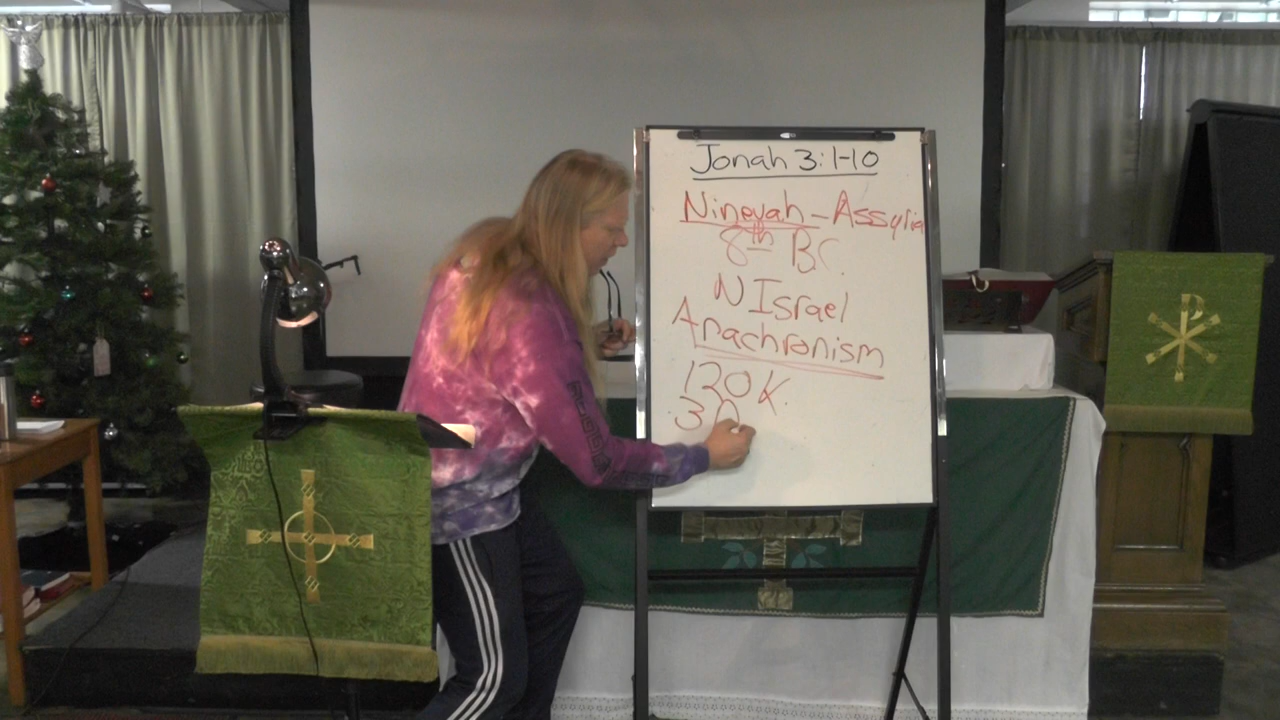 Jonah 3:1-10
Ninevah - Assyria
8th BC.
N Israel
Anachronism
120K
30